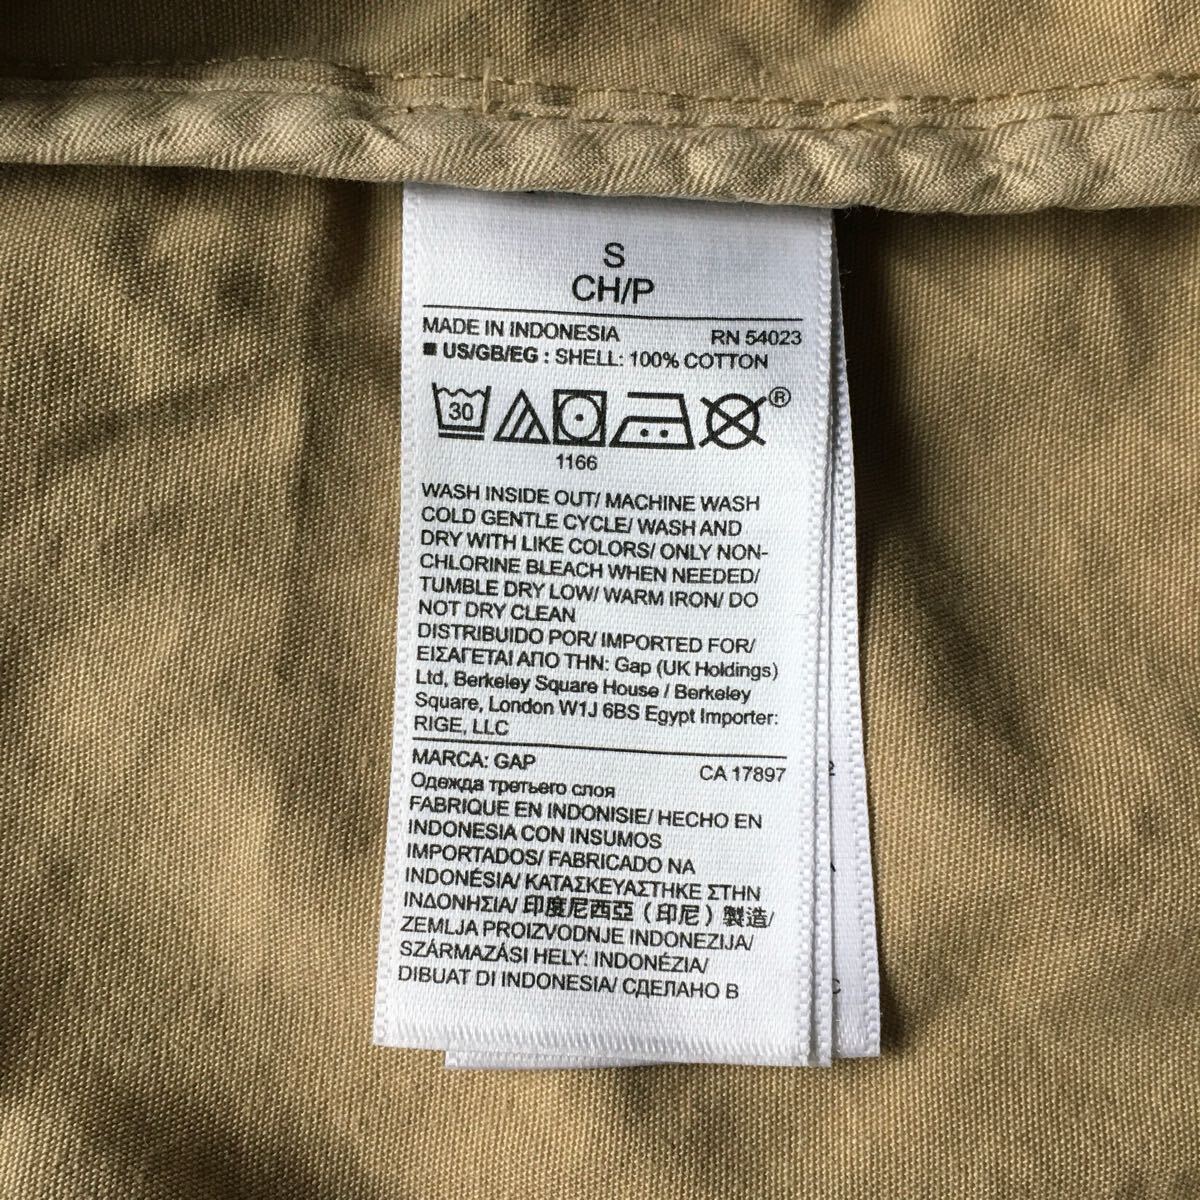 S
CH/P
MADE IN INDONESIA RN 54023
■ US/GB/EG : SHELL: 100% COTTON
30 ®
1166
WASH INSIDE OUT/ MACHINE WASH
COLD GENTLE CYCLE/ WASH AND
DRY WITH LIKE COLORS/ ONLY NON-
CHLORINE BLEACH WHEN NEEDED/
TUMBLE DRY LOW/ WARM IRON/ DO
NOT DRY CLEAN
DISTRIBUIDO POR/ IMPORTED FOR/
ΕΙΣΑΓΕΤΑΙ ΑΠΟ ΤΗΝ: Gap (UK Holdings)
Ltd, Berkeley Square House / Berkeley
Square, London W1J 6BS Egypt Importer:
RIGE, LLC
MARCA: GAP CA 17897
Одежда третьего слоя
FABRIQUE EN INDONISIE/ HECHO EN
INDONESIA CON INSUMOS
IMPORTADOS/ FABRICADO NA
INDONÉSIA/ ΚΑΤΑΣΚΕΥΑΣΤΗΚΕ ΣΤΗΝ
ΙΝΔΟΝΗΣΙΑ/ 印度尼西亞（印尼）製造/
ZEMLJA PROIZVODNJE INDONEZIJA/
SZÁRMAZÁSI HELY: INDONÉZIA/
DIBUAT DI INDONESIA/ СДЕЛАНО В